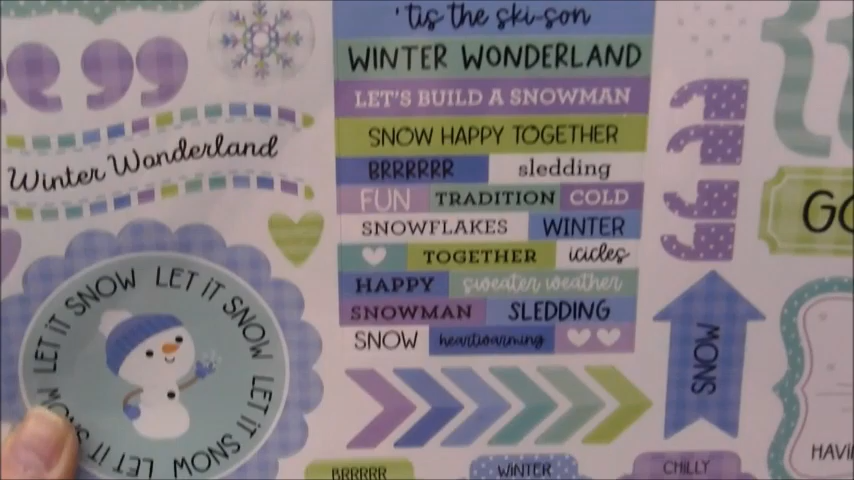 'tis the ski-son
WINTER WONDERLAND
LET'S BUILD A SNOWMAN
SNOW HAPPY TOGETHER
BRRRRRR sledding
FUN TRADITION COLD
SNOWFLAKES WINTER
TOGETHER icicles
HAPPY sweater weather
SNOWMAN SLEDDING
SNOW heartwarming
Winter Wonderland
LET IT SNOW LET IT SNOW LET IT SNOW LET IT SNOW
SNOW
GO
HAVI
BRRRRR
WINTER
CHILLY